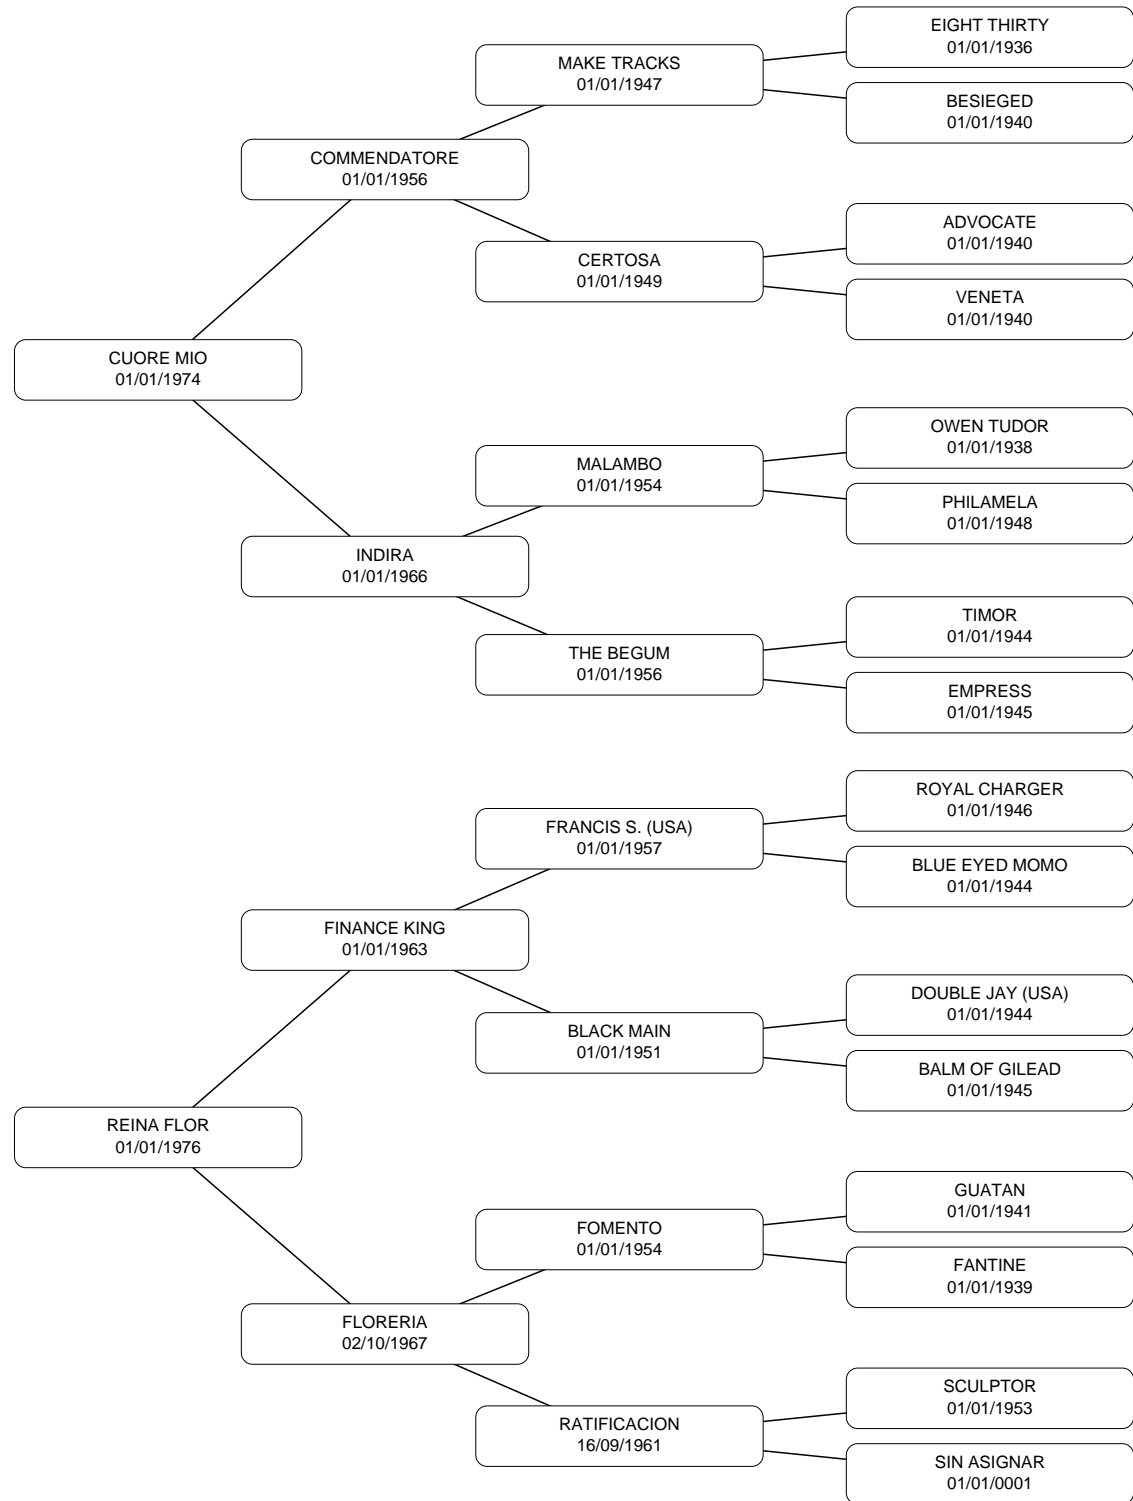 EIGHT THIRTY
01/01/1936
MAKE TRACKS
01/01/1947
BESIEGED
01/01/1940
COMMENDATORE
01/01/1956
ADVOCATE
01/01/1940
CERTOSA
01/01/1949
VENETA
01/01/1940
CUORE MIO
01/01/1974
OWEN TUDOR
01/01/1938
MALAMBO
01/01/1954
PHILAMELA
01/01/1948
INDIRA
01/01/1966
TIMOR
01/01/1944
THE BEGUM
01/01/1956
EMPRESS
01/01/1945
ROYAL CHARGER
01/01/1946
FRANCIS S. (USA)
01/01/1957
BLUE EYED MOMO
01/01/1944
FINANCE KING
01/01/1963
DOUBLE JAY (USA)
01/01/1944
BLACK MAIN
01/01/1951
BALM OF GILEAD
01/01/1945
REINA FLOR
01/01/1976
GUATAN
01/01/1941
FOMENTO
01/01/1954
FANTINE
01/01/1939
FLORERIA
02/10/1967
SCULPTOR
01/01/1953
RATIFICACION
16/09/1961
SIN ASIGNAR
01/01/0001